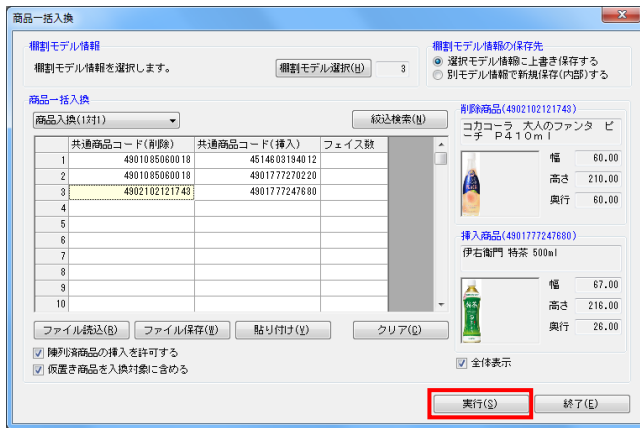 商品一括入換
棚割モデル情報
棚割モデル情報を選択します。
棚割モデル選択(H)
3
棚割モデル情報の保存先
選択モデル情報に上書き保存する
別モデル情報で新規保存(内部)する
商品一括入換
商品入換(1対1)
絞込検索(N)
共通商品コード(削除) 共通商品コード(挿入) フェイス数
1 4901085060018 4514603194012
2 4901085060018 4901777270220
3 4902102121743 4901777247680
4
5
6
7
8
9
10
ファイル読込(R) ファイル保存(W) 貼り付け(V) クリア(C)
陳列済商品の挿入を許可する
仮置き商品を入換対象に含める
削除商品(4902102121743)
コカコーラ 大人のファンタ ピ
ーチ P410ml
幅 60.00
高さ 210.00
奥行 60.00
挿入商品(4901777247680)
伊右衛門 特茶 500ml
幅 67.00
高さ 216.00
奥行 26.00
全体表示
実行(S) 終了(E)